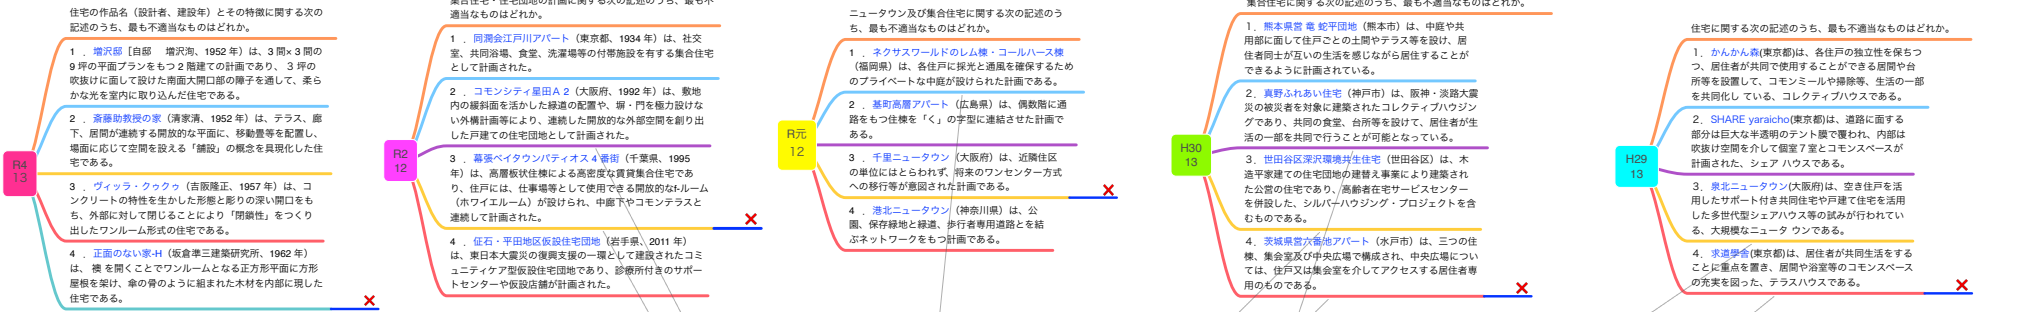 住宅の作品名（設計者、建設年）とその特徴に関する次の
記述のうち、最も不適当なものはどれか。
R4
13
1 ． 増沢邸［自邸　増沢洵、1952 年）は、3 間× 3 間の
9 坪の平面プランをもつ 2 階建ての計画であり、 3 坪の
吹抜けに面して設けた南面大開口部の障子を通して、柔ら
かな光を室内に取り込んだ住宅である。
2 ． 斎藤助教授の家（清家清、1952 年）は、テラス、廊
下、居間が連続する開放的な平面に、移動畳等を配置し、
場面に応じて空間を設える「舗設」の概念を具現化した住
宅である。
3 ． ヴィッラ・クゥクゥ（吉阪隆正、1957 年）は、コ
ンクリートの特性を生かした形態と彫りの深い開口をも
ち、外部に対して閉じることにより「閉鎖性」をつくり
出したワンルーム形式の住宅である。
4 ． 正面のない家-H（坂倉準三建築研究所、1962 年）
は、 襖 を開くことでワンルームとなる正方形平面に方形
屋根を架け、傘の骨のように組まれた木材を内部に現した
住宅である。
集合住宅・住宅団地の計画に関する次の記述のうち、最も不
適当なものはどれか。
R2
12
1 ． 同潤会江戸川アパート（東京都、1934 年）は、社交
室、共同浴場、食堂、洗濯場等の付帯施設を有する集合住宅
として計画された。
2 ． コモンシティ星田A 2（大阪府、1992 年）は、敷地
内の緩斜面を活かした緑道の配置や、塀・門を極力設けな
い外構計画等により、連続した開放的な外部空間を創り出
した戸建ての住宅団地として計画された。
3 ． 幕張ベイタウンパティオス 4 番街（千葉県、1995
年）は、高層板状住棟による高密度な賃貸集合住宅であ
り、住戸には、仕事場等として使用できる開放的なf-ルーム
（ホワイエルーム）が設けられ、中廊下やコモンテラスと
連続して計画された。
4 ． 仮石・平田地区仮設住宅団地（岩手県、2011 年）
は、東日本大震災の復興支援の一環として建設されたコミ
ュニティケア型仮設住宅団地であり、診療所付きのサポー
トセンターや仮設店舗が計画された。
ニュータウン及び集合住宅に関する次の記述のう
ち、最も不適当なものはどれか。
R元
12
1 ． ネクサスワールドのレム棟・コールハース棟
（福岡県）は、各住戸に採光と通風を確保するため
のプライベートな中庭が設けられた計画である。
2 ． 基町高層アパート（広島県）は、偶数階に通
路をもつ住棟を「く」の字型に連結させた計画で
ある。
3 ． 千里ニュータウン（大阪府）は、近隣住区
の単位にはとらわれず、将来のワンセンター方式
への移行等が意図された計画である。
4 ． 港北ニュータウン（神奈川県）は、公
園、保存緑地と緑道、歩行者専用道路とを結
ぶネットワークをもつ計画である。
集合住宅に関する次の記述のうち、最も不適当なものはどれか。
H30
13
1． 熊本県営 竜 蛇平団地（熊本市）は、中庭や共
用部に面して住戸ごとの土間やテラス等を設け、居
住者同士が互いの生活を感じながら居住することが
できるように計画されている。
2． 真野ふれあい住宅（神戸市）は、阪神・淡路大震
災の被災者を対象に建築されたコレクティブハウジン
グであり、共同の食堂、台所等を設けて、居住者が生
活の一部を共同で行うことが可能となっている。
3． 世田谷区深沢環境共生住宅（世田谷区）は、木
造平家建ての住宅団地の建替え事業により建築され
た公営の住宅であり、高齢者在宅サービスセンター
を併設した、シルバーハウジング・プロジェクトを含
むものである。
4． 茨城県営六番池アパート（水戸市）は、三つの住
棟、集会室及び中央広場で構成され、中央広場につい
ては、住戸又は集会室を介してアクセスする居住者専
用のものである。
住宅に関する次の記述のうち、最も不適当なものはどれか。
H29
13
1． かんかん森(東京都)は、各住戸の独立性を保ちつ
つ、居住者が共同で使用することができる居間や台
所等を設置して、コモンミールや掃除等、生活の一部
を共同化し ている、コレクティブハウスである。
2． SHARE yaraicho(東京都)は、道路に面する
部分は巨大な半透明のテント膜で覆われ、内部は
吹抜け空間を介して個室 7 室とコモンスペースが
計画された、シェア ハウスである。
3． 泉北ニュータウン(大阪府)は、空き住戸を活
用したサポート付き共同住宅や戸建て住宅を活用
した多世代型シェアハウス等の試みが行われてい
る、大規模なニュータ ウンである。
4． 求道學舎(東京都)は、居住者が共同生活をする
ことに重点を置き、居間や浴室等のコモンスペース
の充実を図った、テラスハウスである。